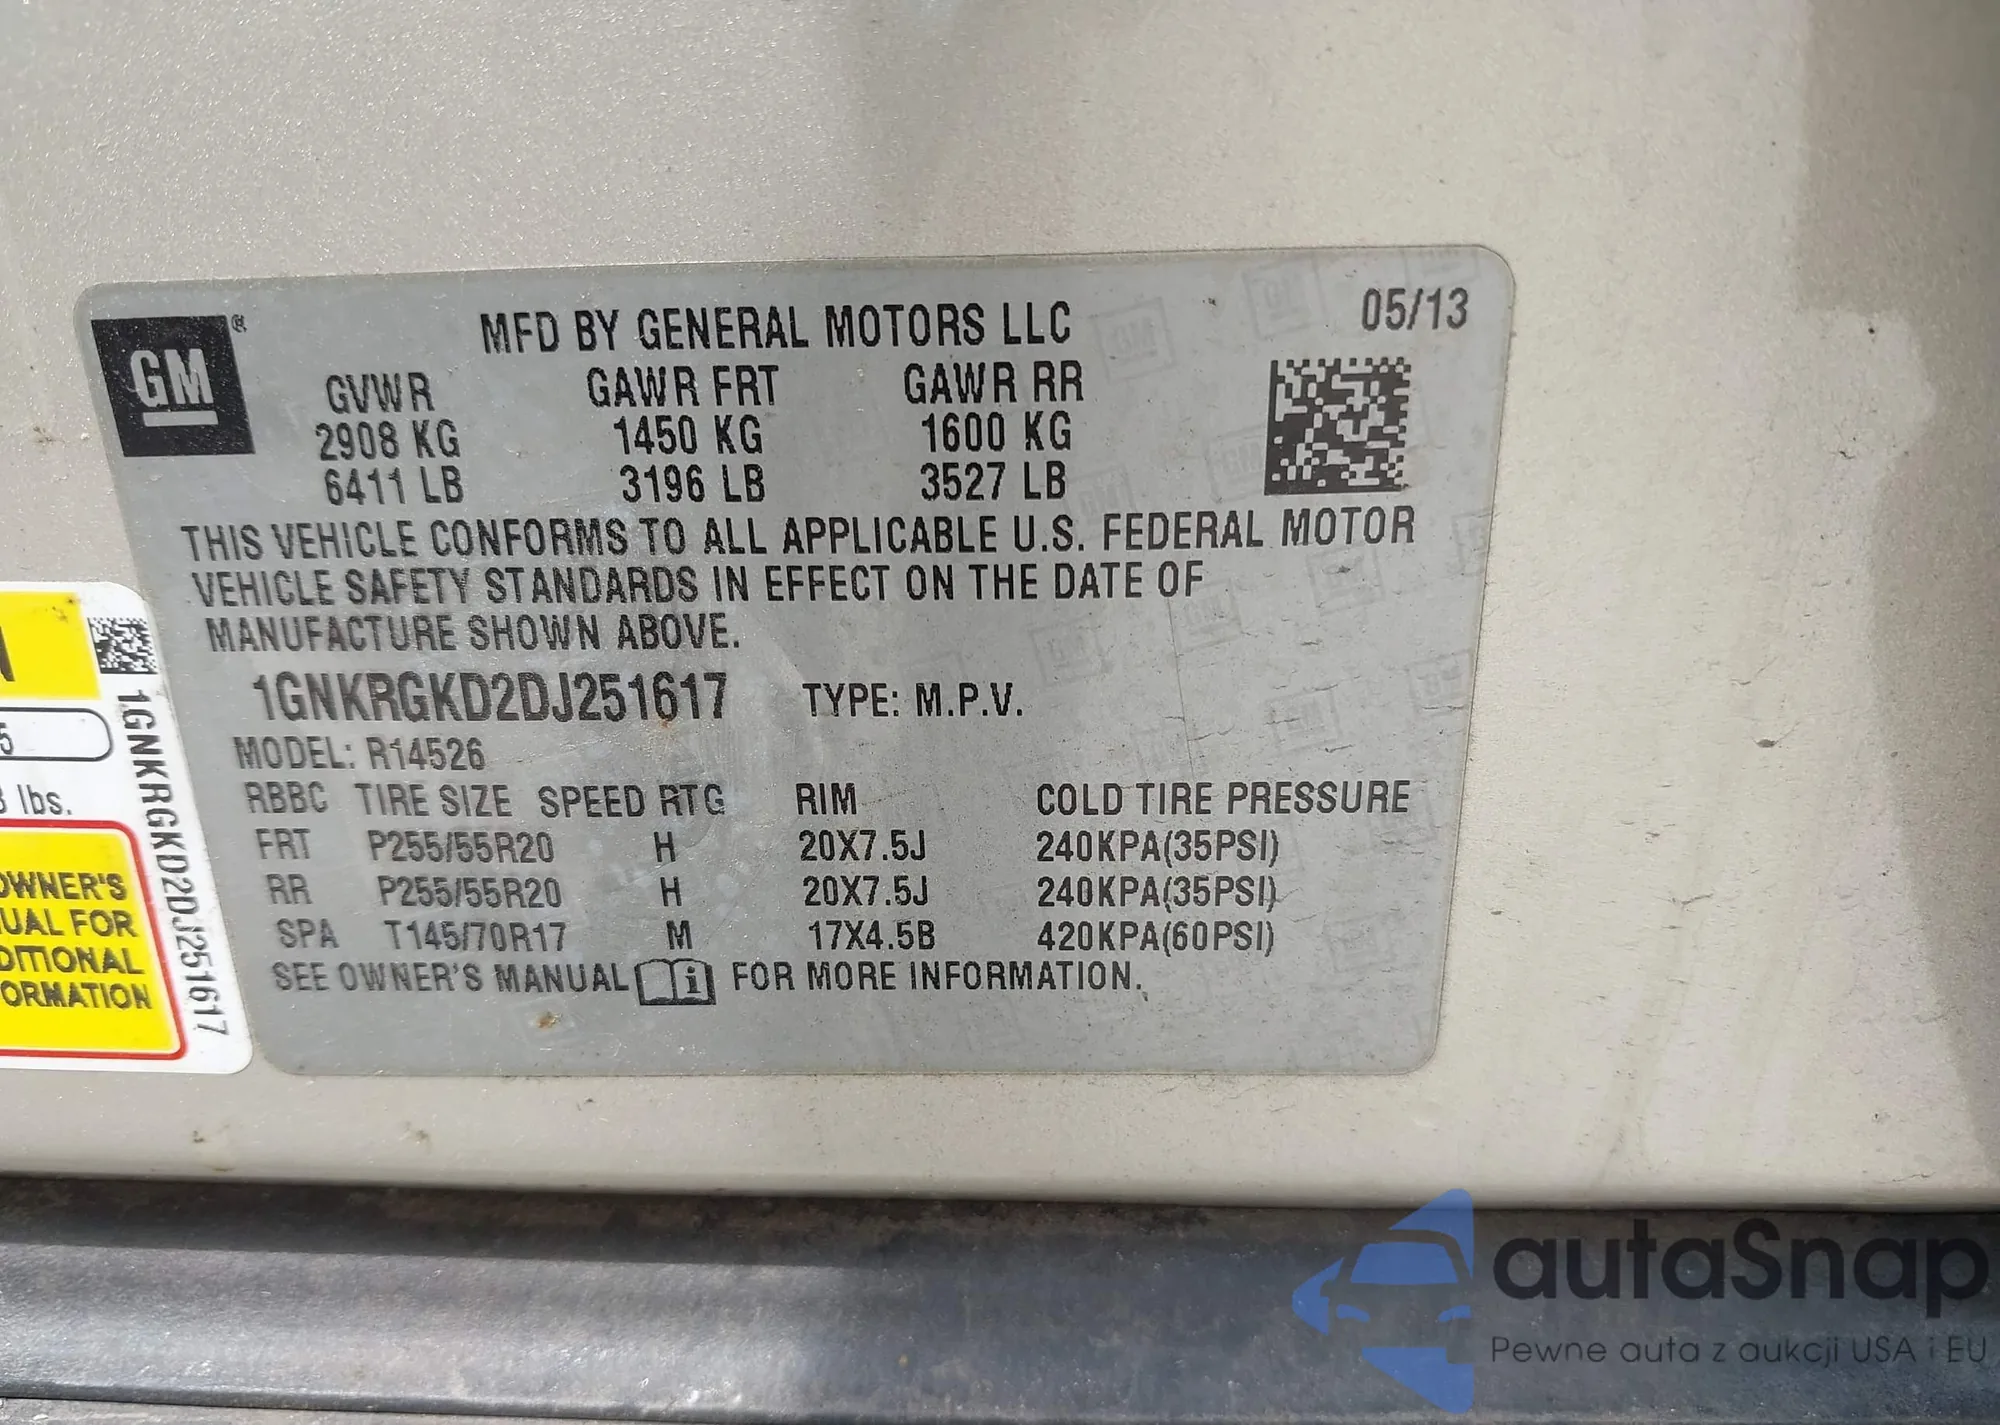 GM ®
MFD BY GENERAL MOTORS LLC
05/13
GVWR GAWR FRT GAWR RR
2908 KG 1450 KG 1600 KG
6411 LB 3196 LB 3527 LB
THIS VEHICLE CONFORMS TO ALL APPLICABLE U.S. FEDERAL MOTOR
VEHICLE SAFETY STANDARDS IN EFFECT ON THE DATE OF
MANUFACTURE SHOWN ABOVE.
1GNKRGKD2DJ251617 TYPE: M.P.V.
MODEL: R14526
RBBC TIRE SIZE SPEED RTG RIM COLD TIRE PRESSURE
FRT P255/55R20 H 20X7.5J 240KPA(35PSI)
RR P255/55R20 H 20X7.5J 240KPA(35PSI)
SPA T145/70R17 M 17X4.5B 420KPA(60PSI)
SEE OWNER'S MANUAL i FOR MORE INFORMATION.
N
5
lbs.
OWNER'S
UAL FOR
DITIONAL
ORMATION
1GNKRGKD2DJ251617
autaSnap
Pewne auta z aukcji USA i EU